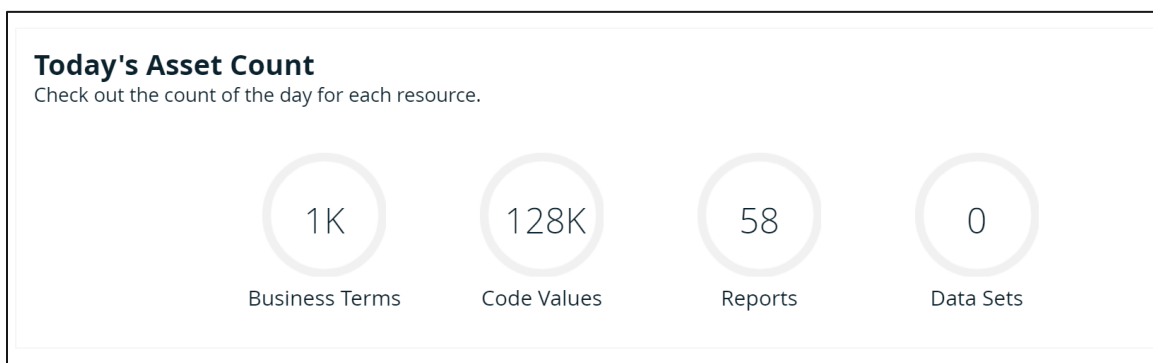 Today's Asset Count
Check out the count of the day for each resource.
1K
128K
58
0
Business Terms
Code Values
Reports
Data Sets